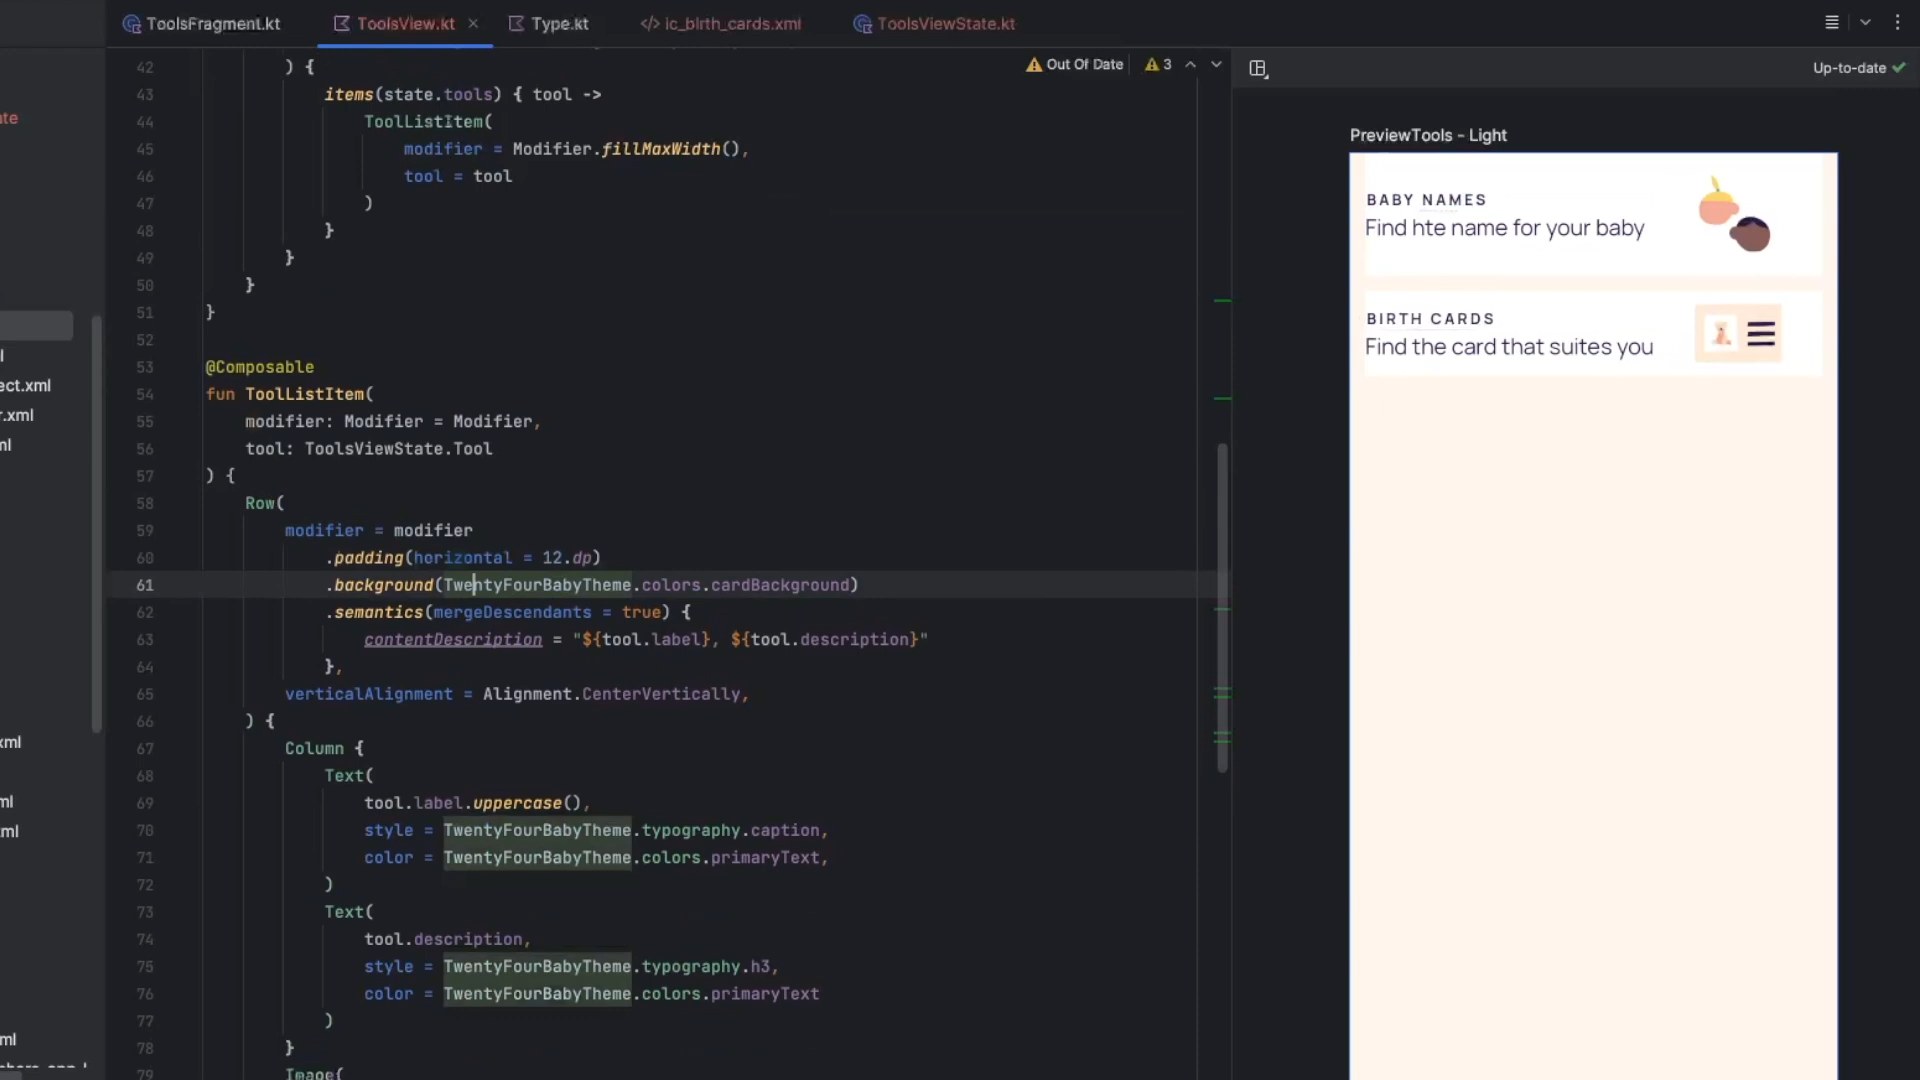 ToolsFragment.kt
ToolsView.kt
Type.kt
ic_birth_cards.xml
ToolsViewState.kt
Out Of Date
3
Up-to-date
ate
l
ect.xml
r.xml
ml
xml
ml
ml
ml
42 ) {
43 items(state.tools) { tool ->
44 ToolListItem(
45 modifier = Modifier.fillMaxWidth(),
46 tool = tool
47 )
48 }
49 }
50 }
51 }
52
53 @Composable
54 fun ToolListItem(
55 modifier: Modifier = Modifier,
56 tool: ToolsViewState.Tool
57 ) {
58 Row(
59 modifier = modifier
60 .padding(horizontal = 12.dp)
61 .background(TwentyFourBabyTheme.colors.cardBackground)
62 .semantics(mergeDescendants = true) {
63 contentDescription = "${tool.label}, ${tool.description}"
64 },
65 verticalAlignment = Alignment.CenterVertically,
66 ) {
67 Column {
68 Text(
69 tool.label.uppercase(),
70 style = TwentyFourBabyTheme.typography.caption,
71 color = TwentyFourBabyTheme.colors.primaryText,
72 )
73 Text(
74 tool.description,
75 style = TwentyFourBabyTheme.typography.h3,
76 color = TwentyFourBabyTheme.colors.primaryText
77 )
78 }
79 Image(
PreviewTools - Light
BABY NAMES
Find hte name for your baby
BIRTH CARDS
Find the card that suites you